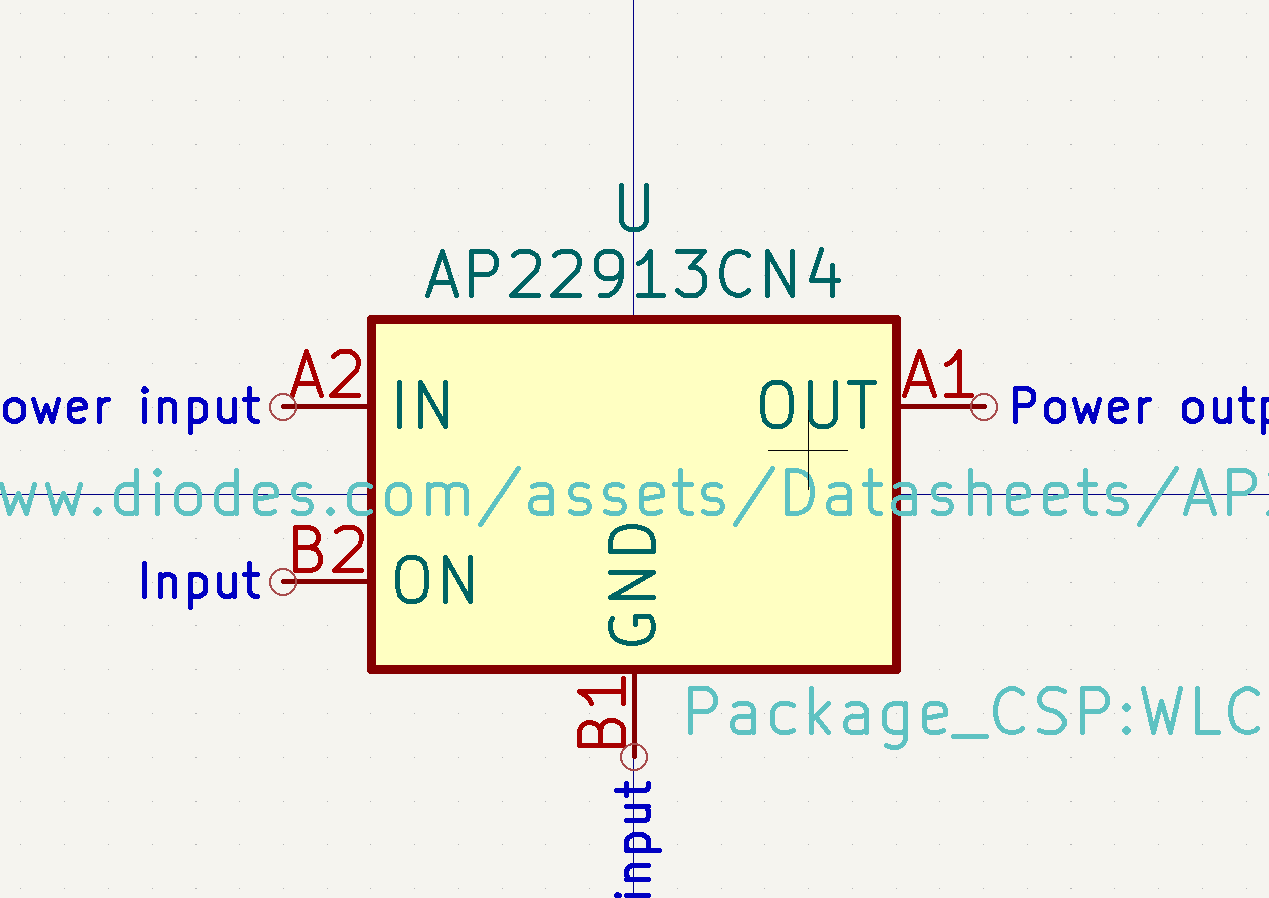 U
AP22913CN4
A2
IN
OUT
A1
ower input
Power outp
ww.diodes.com/assets/Datasheets/AP2
B2
Input
ON
GND
B1
Package_CSP:WLC
input